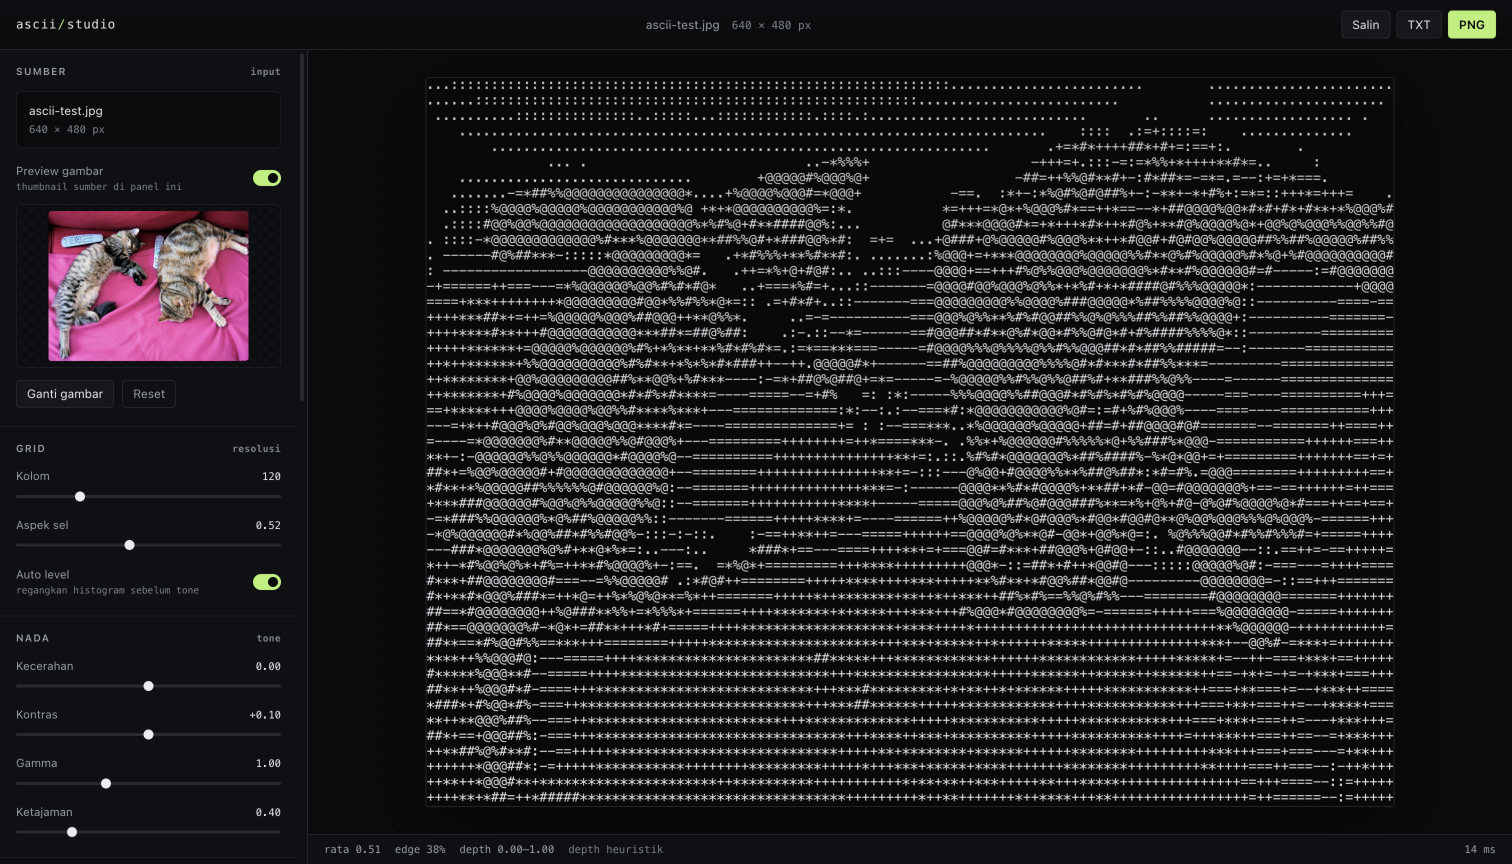 ascii/studio
ascii-test.jpg 640 × 480 px
Salin TXT PNG
SUMBER input
ascii-test.jpg
640 × 480 px
Preview gambar
thumbnail sumber di panel ini
Ganti gambar Reset
GRID resolusi
Kolom 120
Aspek sel 0.52
Auto level
regangkan histogram sebelum tone
NADA tone
Kecerahan 0.00
Kontras +0.10
Gamma 1.00
Ketajaman 0.40
rata 0.51 edge 38% depth 0.00–1.00 depth heuristik 14 ms